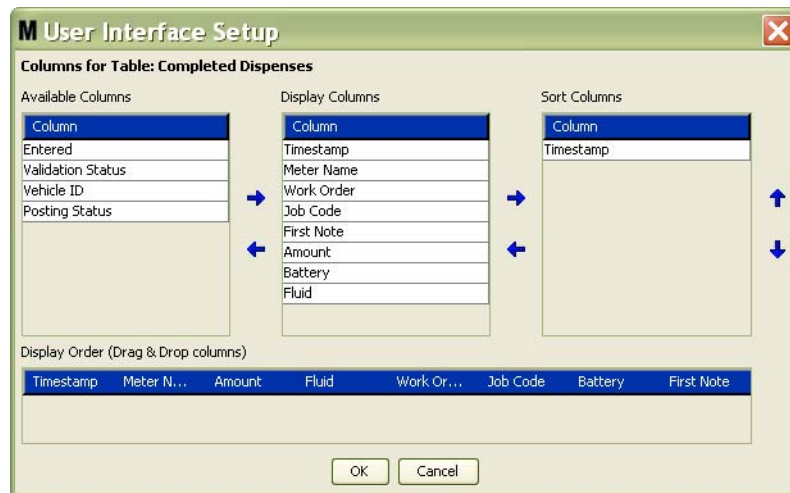 M User Interface Setup
Columns for Table: Completed Dispenses
Available Columns
Display Columns
Sort Columns
Column
Column
Column
Entered
Timestamp
Timestamp
Validation Status
Meter Name
Vehicle ID
Work Order
Posting Status
Job Code
First Note
Amount
Battery
Fluid
Display Order (Drag & Drop columns)
Timestamp Meter N... Amount Fluid Work Or... Job Code Battery First Note
OK Cancel